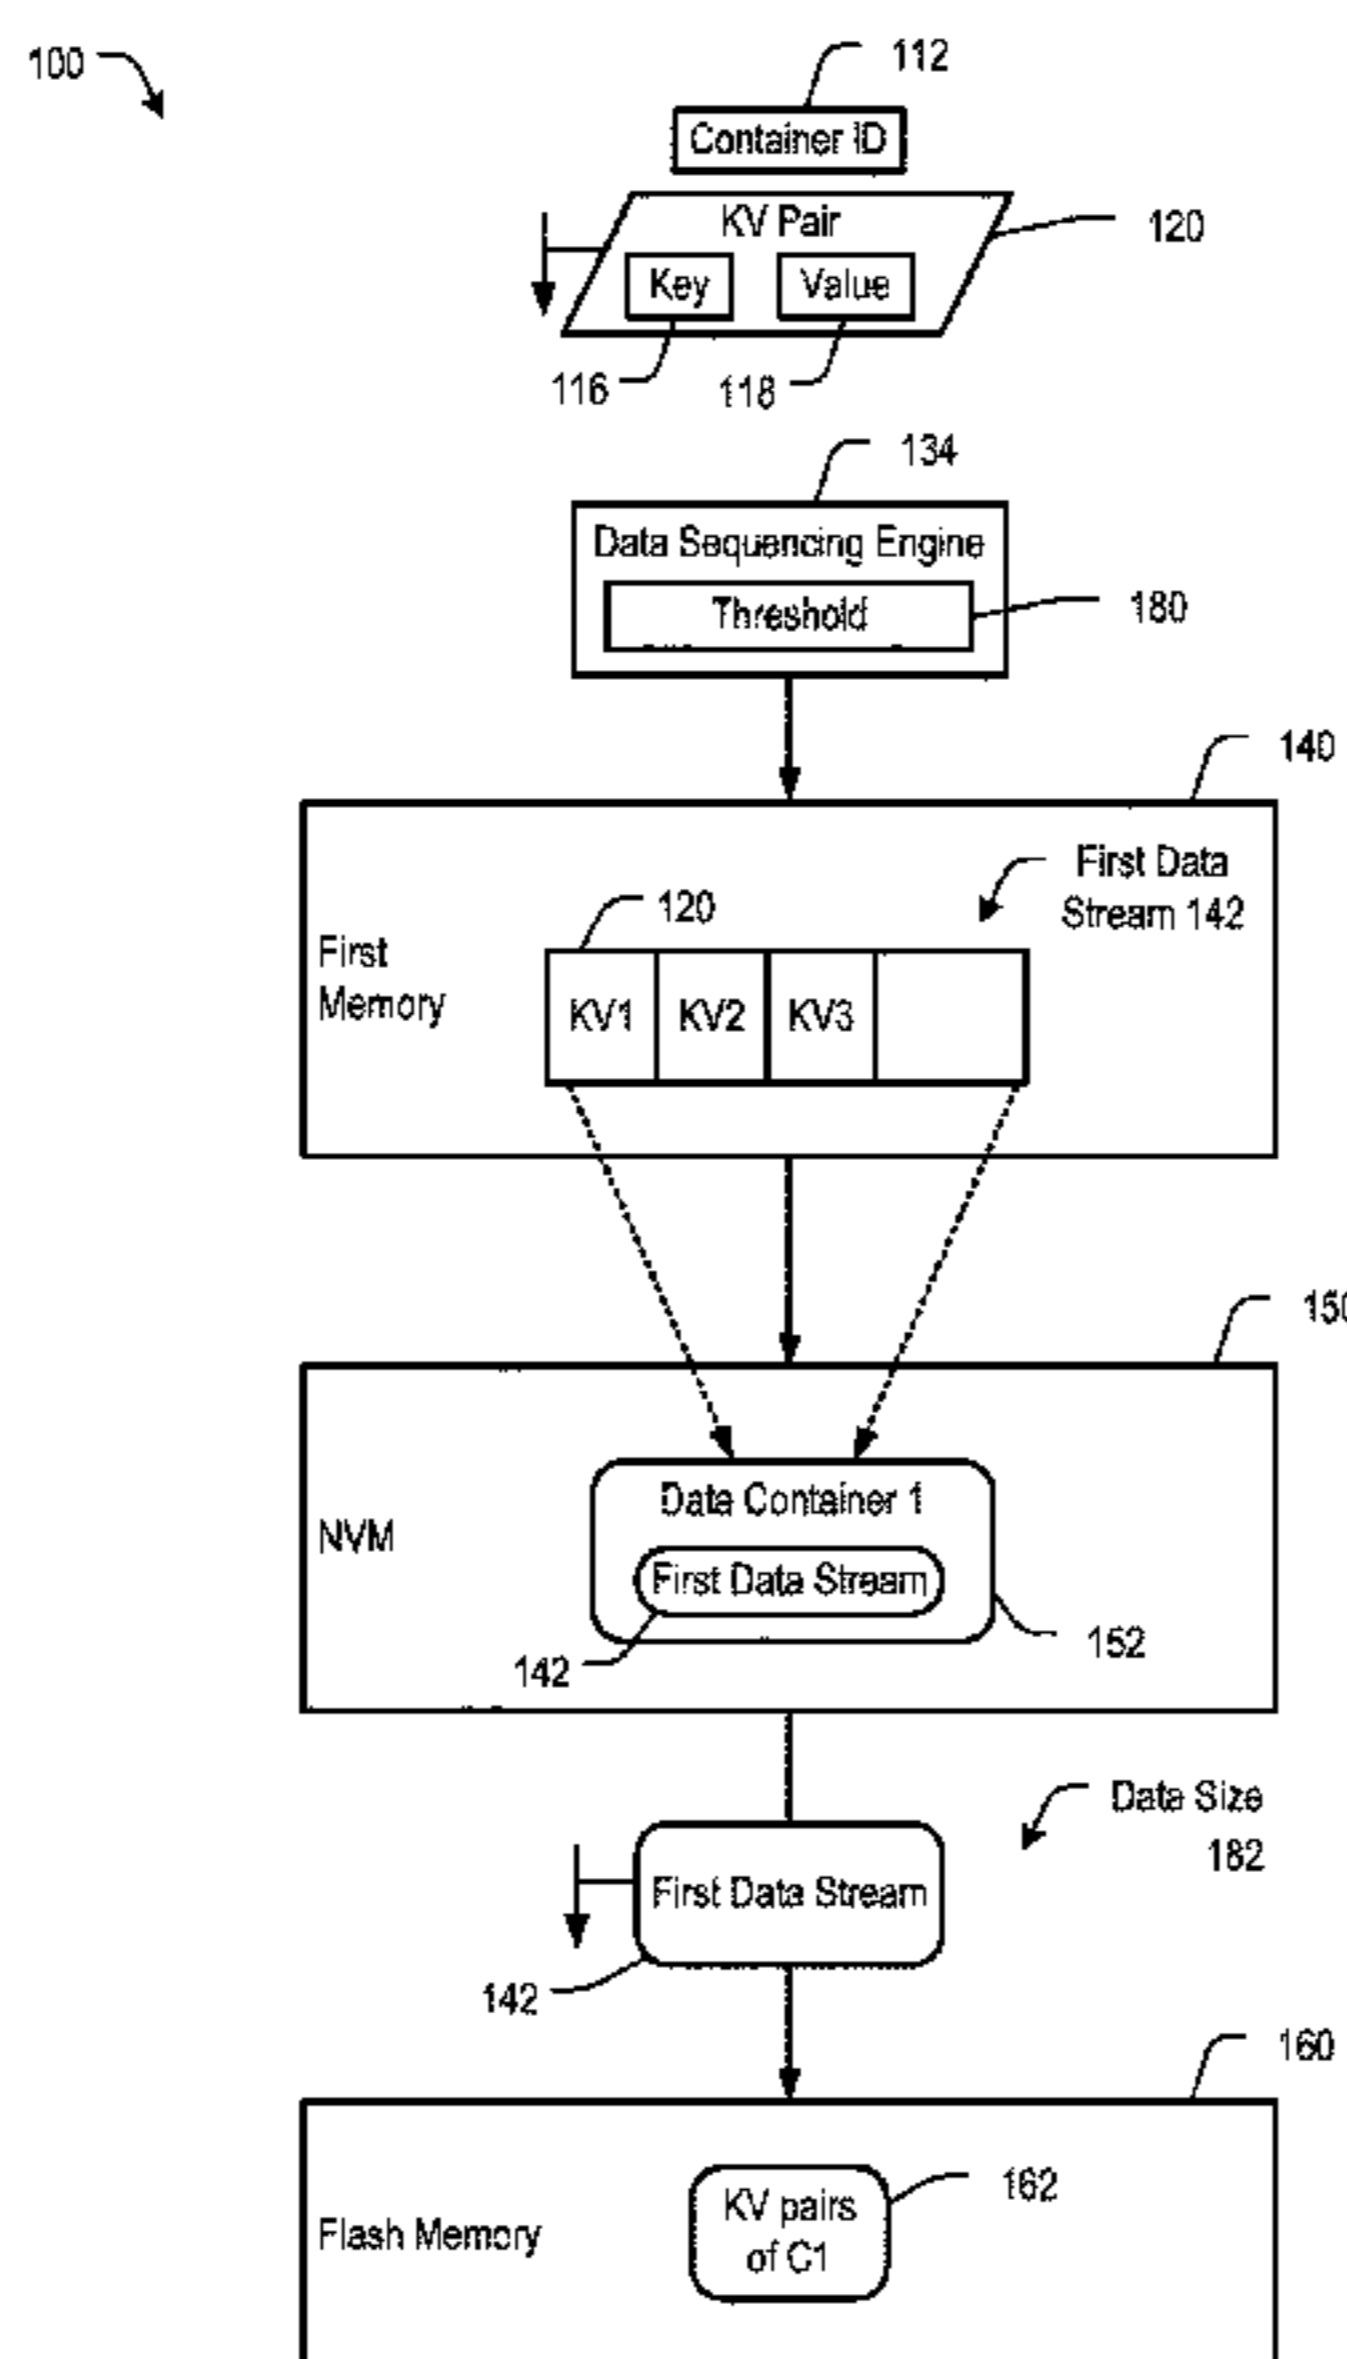 100
112
Container ID
KV Pair
120
Key
Value
116
118
134
Data Sequencing Engine
Threshold
180
140
First Data
Stream 142
120
First
Memory
KV1
KV2
KV3
150
Data Container 1
NVM
First Data Stream
152
142
Data Size
182
First Data Stream
142
160
162
KV pairs
of C1
Flash Memory